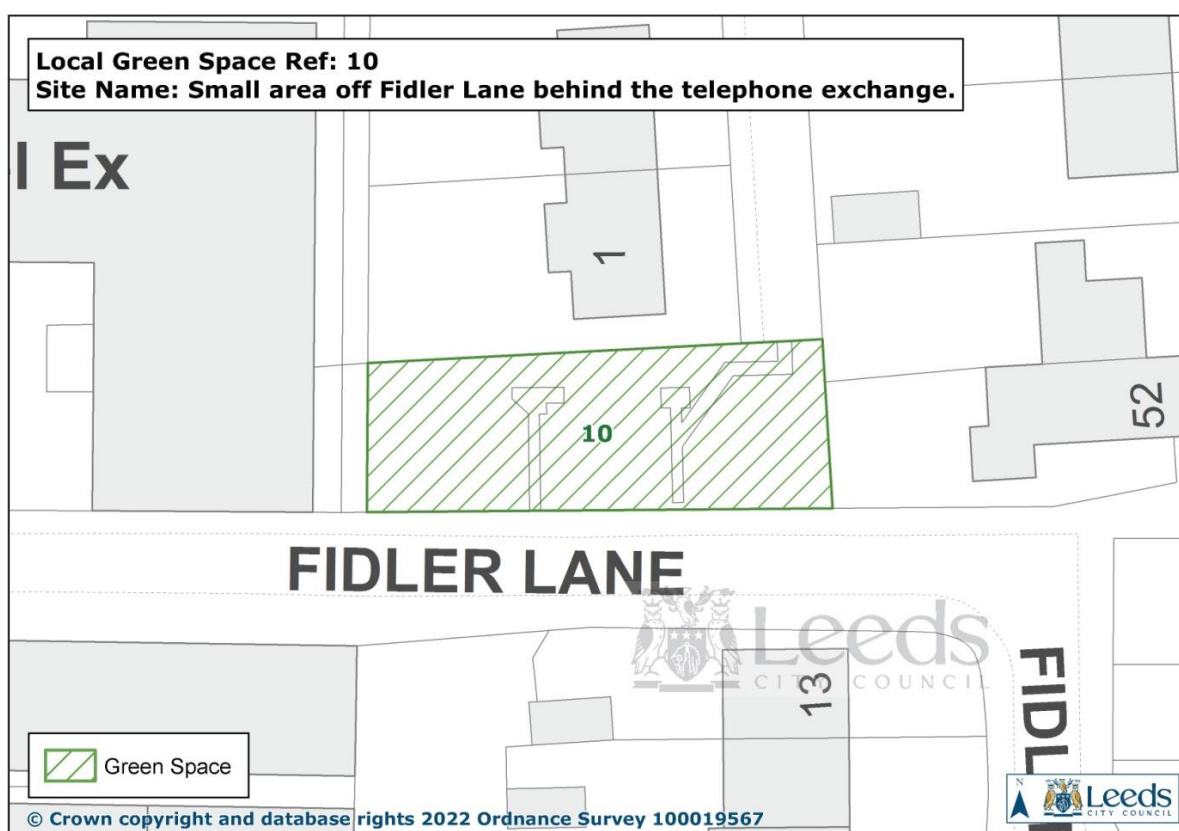 Local Green Space Ref: 10
Site Name: Small area off Fidler Lane behind the telephone exchange.
l Ex
1
52
10
FIDLER LANE
Leeds
CITY COUNCIL
13
FIDL
Green Space
N
Leeds
CITY COUNCIL
© Crown copyright and database rights 2022 Ordnance Survey 100019567